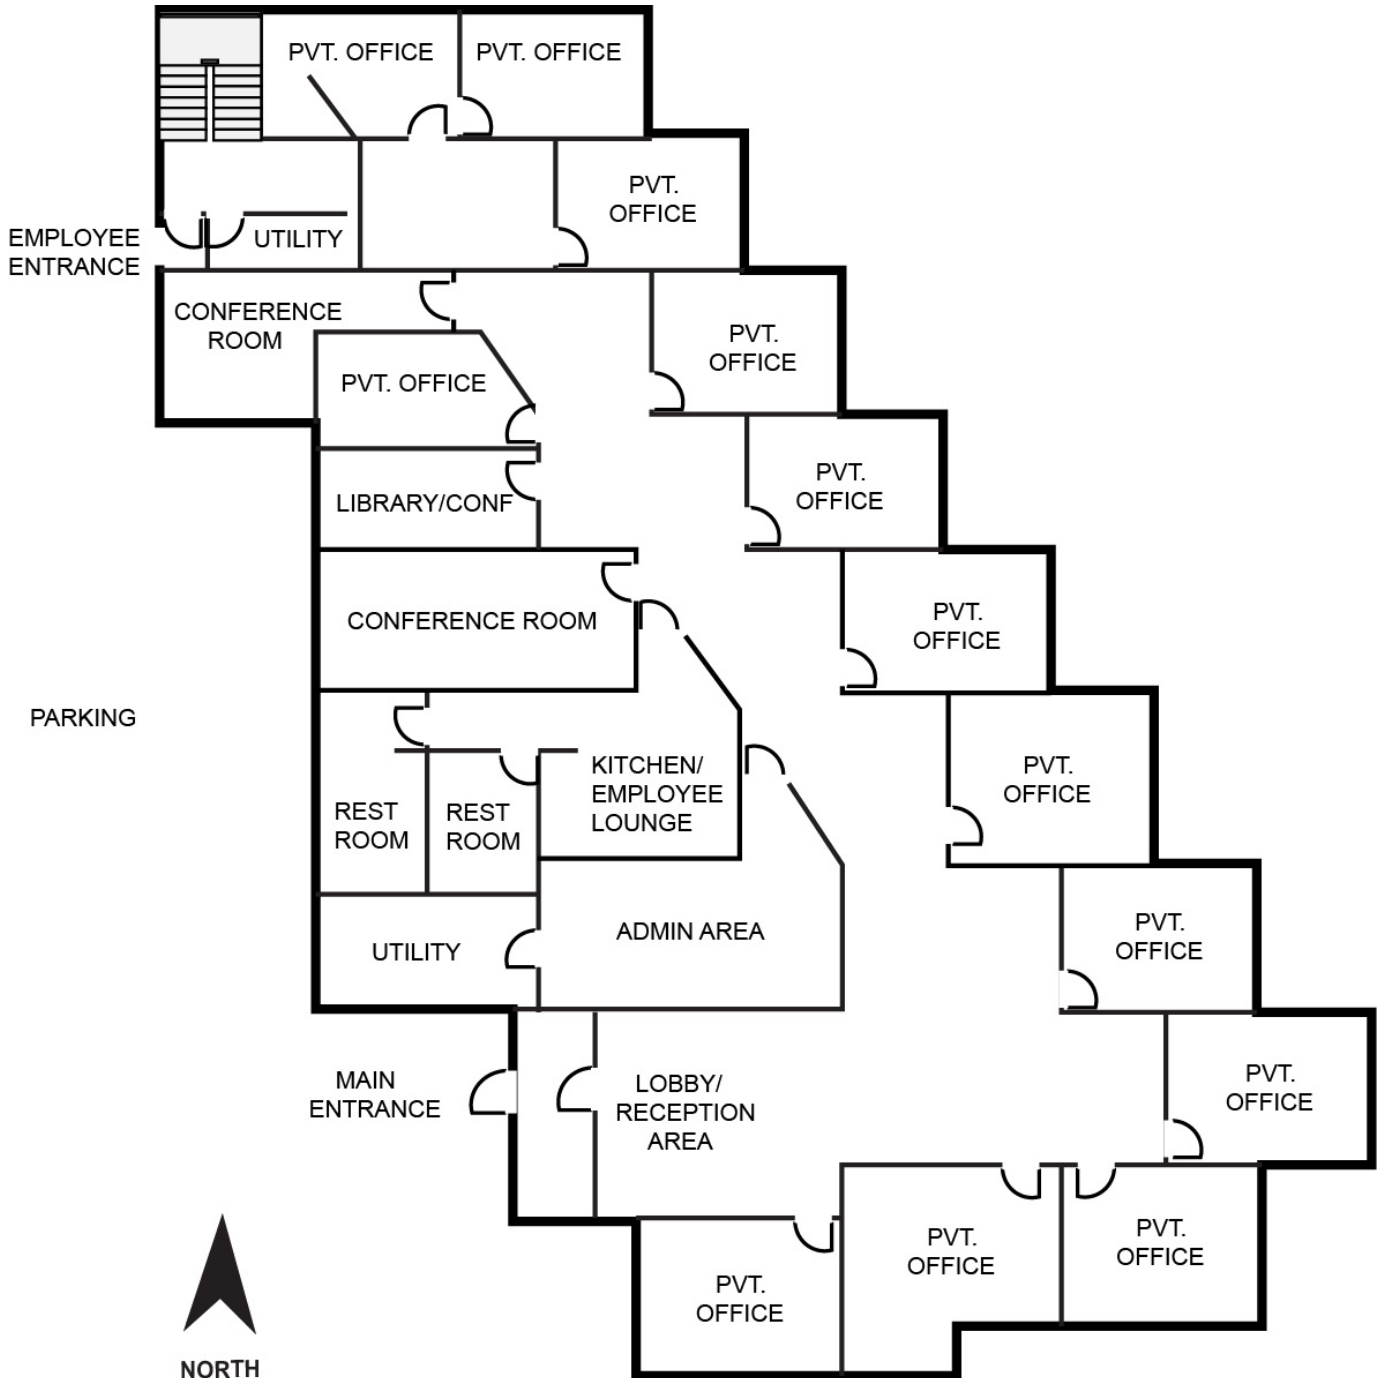 PVT. OFFICE
PVT. OFFICE
PVT.
OFFICE
EMPLOYEE
ENTRANCE
UTILITY
CONFERENCE
ROOM
PVT.
OFFICE
PVT. OFFICE
PVT.
OFFICE
LIBRARY/CONF
CONFERENCE ROOM
PVT.
OFFICE
PARKING
KITCHEN/
EMPLOYEE
LOUNGE
PVT.
OFFICE
REST
ROOM
REST
ROOM
ADMIN AREA
PVT.
OFFICE
UTILITY
MAIN
ENTRANCE
LOBBY/
RECEPTION
AREA
PVT.
OFFICE
PVT.
OFFICE
PVT.
OFFICE
PVT.
OFFICE
NORTH